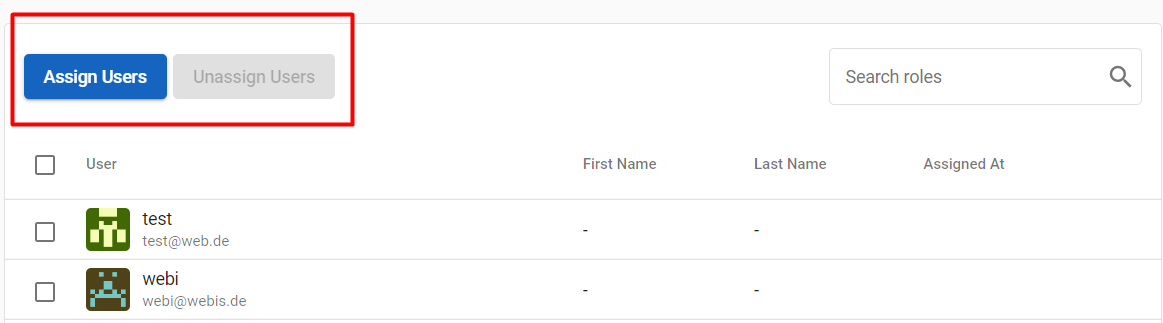 Assign Users Unassign Users Search roles
User First Name Last Name Assigned At
test - -
test@web.de
webi - -
webi@webis.de